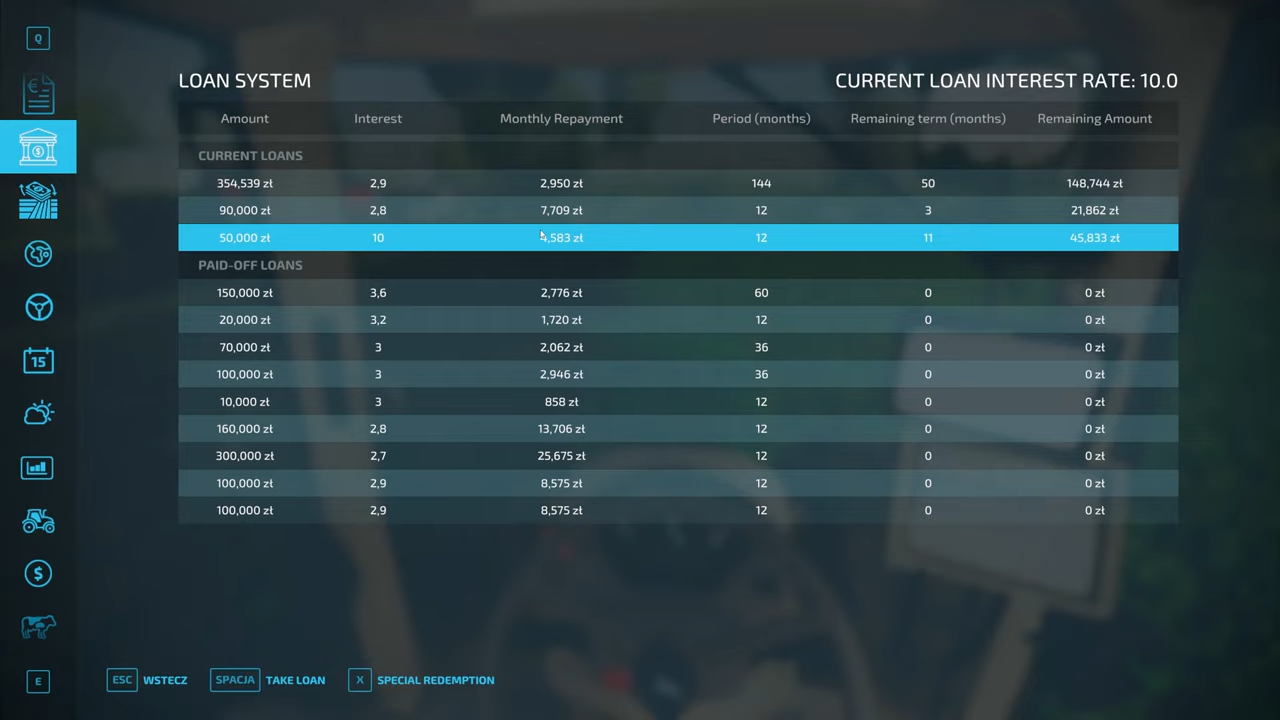 Q
LOAN SYSTEM CURRENT LOAN INTEREST RATE: 10.0
Amount Interest Monthly Repayment Period (months) Remaining term (months) Remaining Amount
CURRENT LOANS
354,539 zł 2,9 2,950 zł 144 50 148,744 zł
90,000 zł 2,8 7,709 zł 12 3 21,862 zł
50,000 zł 10 4,583 zł 12 11 45,833 zł
PAID-OFF LOANS
150,000 zł 3,6 2,776 zł 60 0 0 zł
20,000 zł 3,2 1,720 zł 12 0 0 zł
70,000 zł 3 2,062 zł 36 0 0 zł
15
100,000 zł 3 2,946 zł 36 0 0 zł
10,000 zł 3 858 zł 12 0 0 zł
160,000 zł 2,8 13,706 zł 12 0 0 zł
300,000 zł 2,7 25,675 zł 12 0 0 zł
100,000 zł 2,9 8,575 zł 12 0 0 zł
100,000 zł 2,9 8,575 zł 12 0 0 zł
E
ESC WSTECZ SPACJA TAKE LOAN X SPECIAL REDEMPTION